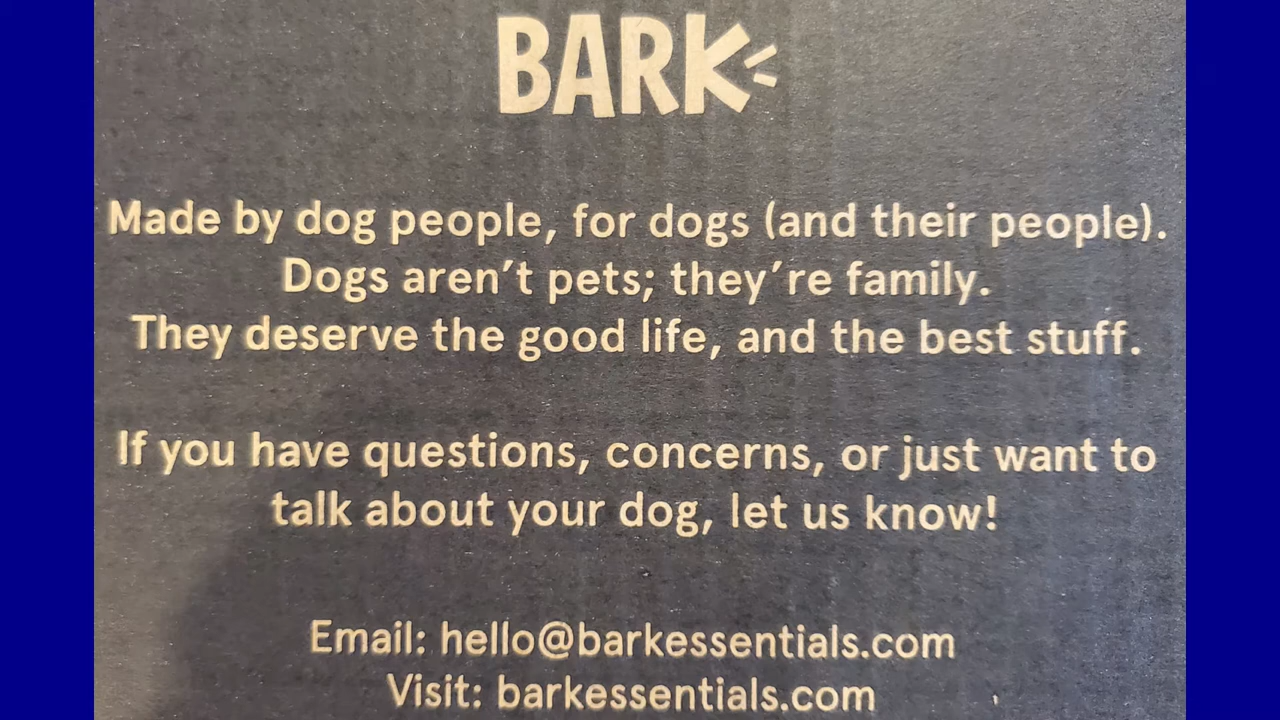 BARK
Made by dog people, for dogs (and their people).
Dogs aren't pets; they're family.
They deserve the good life, and the best stuff.
If you have questions, concerns, or just want to
talk about your dog, let us know!
Email: hello@barkessentials.com
Visit: barkessentials.com